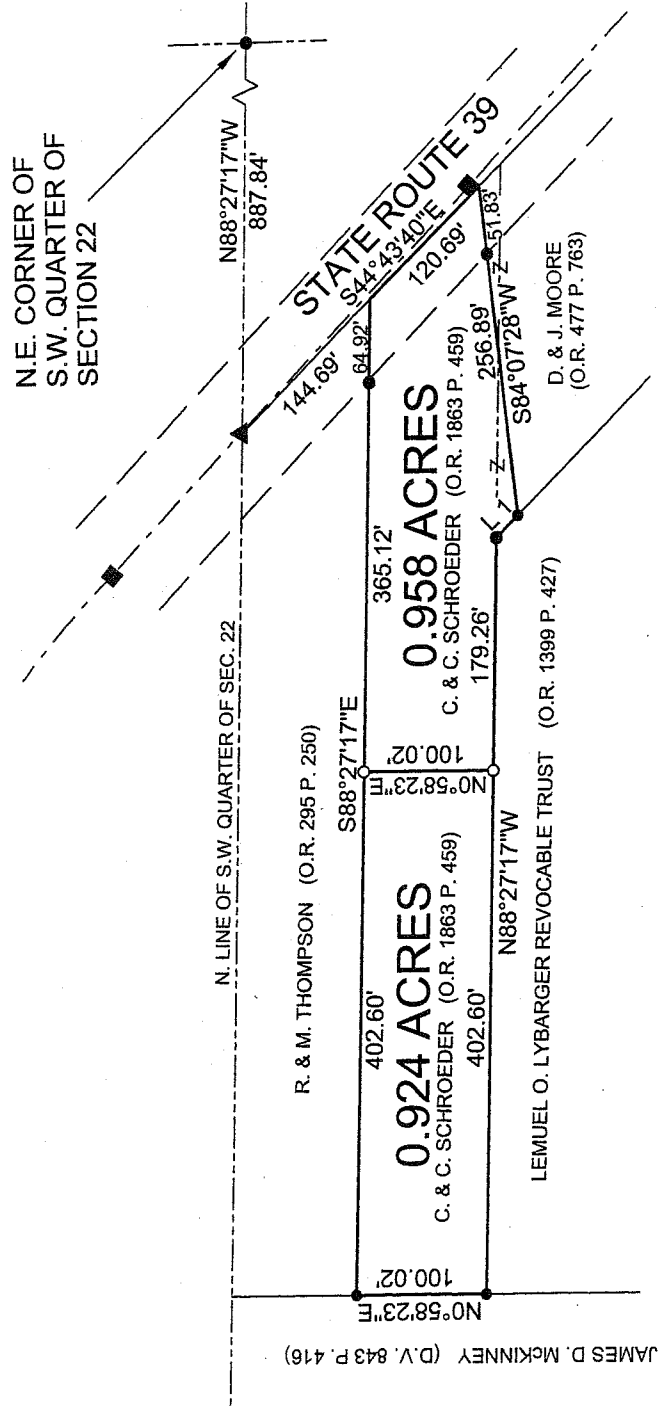 N.E. CORNER OF
S.W. QUARTER OF
SECTION 22
N88°27'17"W
887.84'
N. LINE OF S.W. QUARTER OF SEC. 22
STATE ROUTE 39
S44°43'40"E
144.69'
120.69'
R. & M. THOMPSON (O.R. 295 P. 250)
S88°27'17"E
402.60'
365.12'
64.92'
0.924 ACRES
C. & C. SCHROEDER (O.R. 1863 P. 459)
402.60'
0.958 ACRES
C. & C. SCHROEDER (O.R. 1863 P. 459)
179.26'
N0°58'23"E
100.02'
N0°58'23"E
100.02'
N88°27'17"W
51.83'
256.89'
S84°07'28"W
Z
Z
L
1
D. & J. MOORE
(O.R. 477 P. 763)
LEMUEL O. LYBARGER REVOCABLE TRUST (O.R. 1399 P. 427)
JAMES D. McKINNEY (D.V. 843 P. 416)